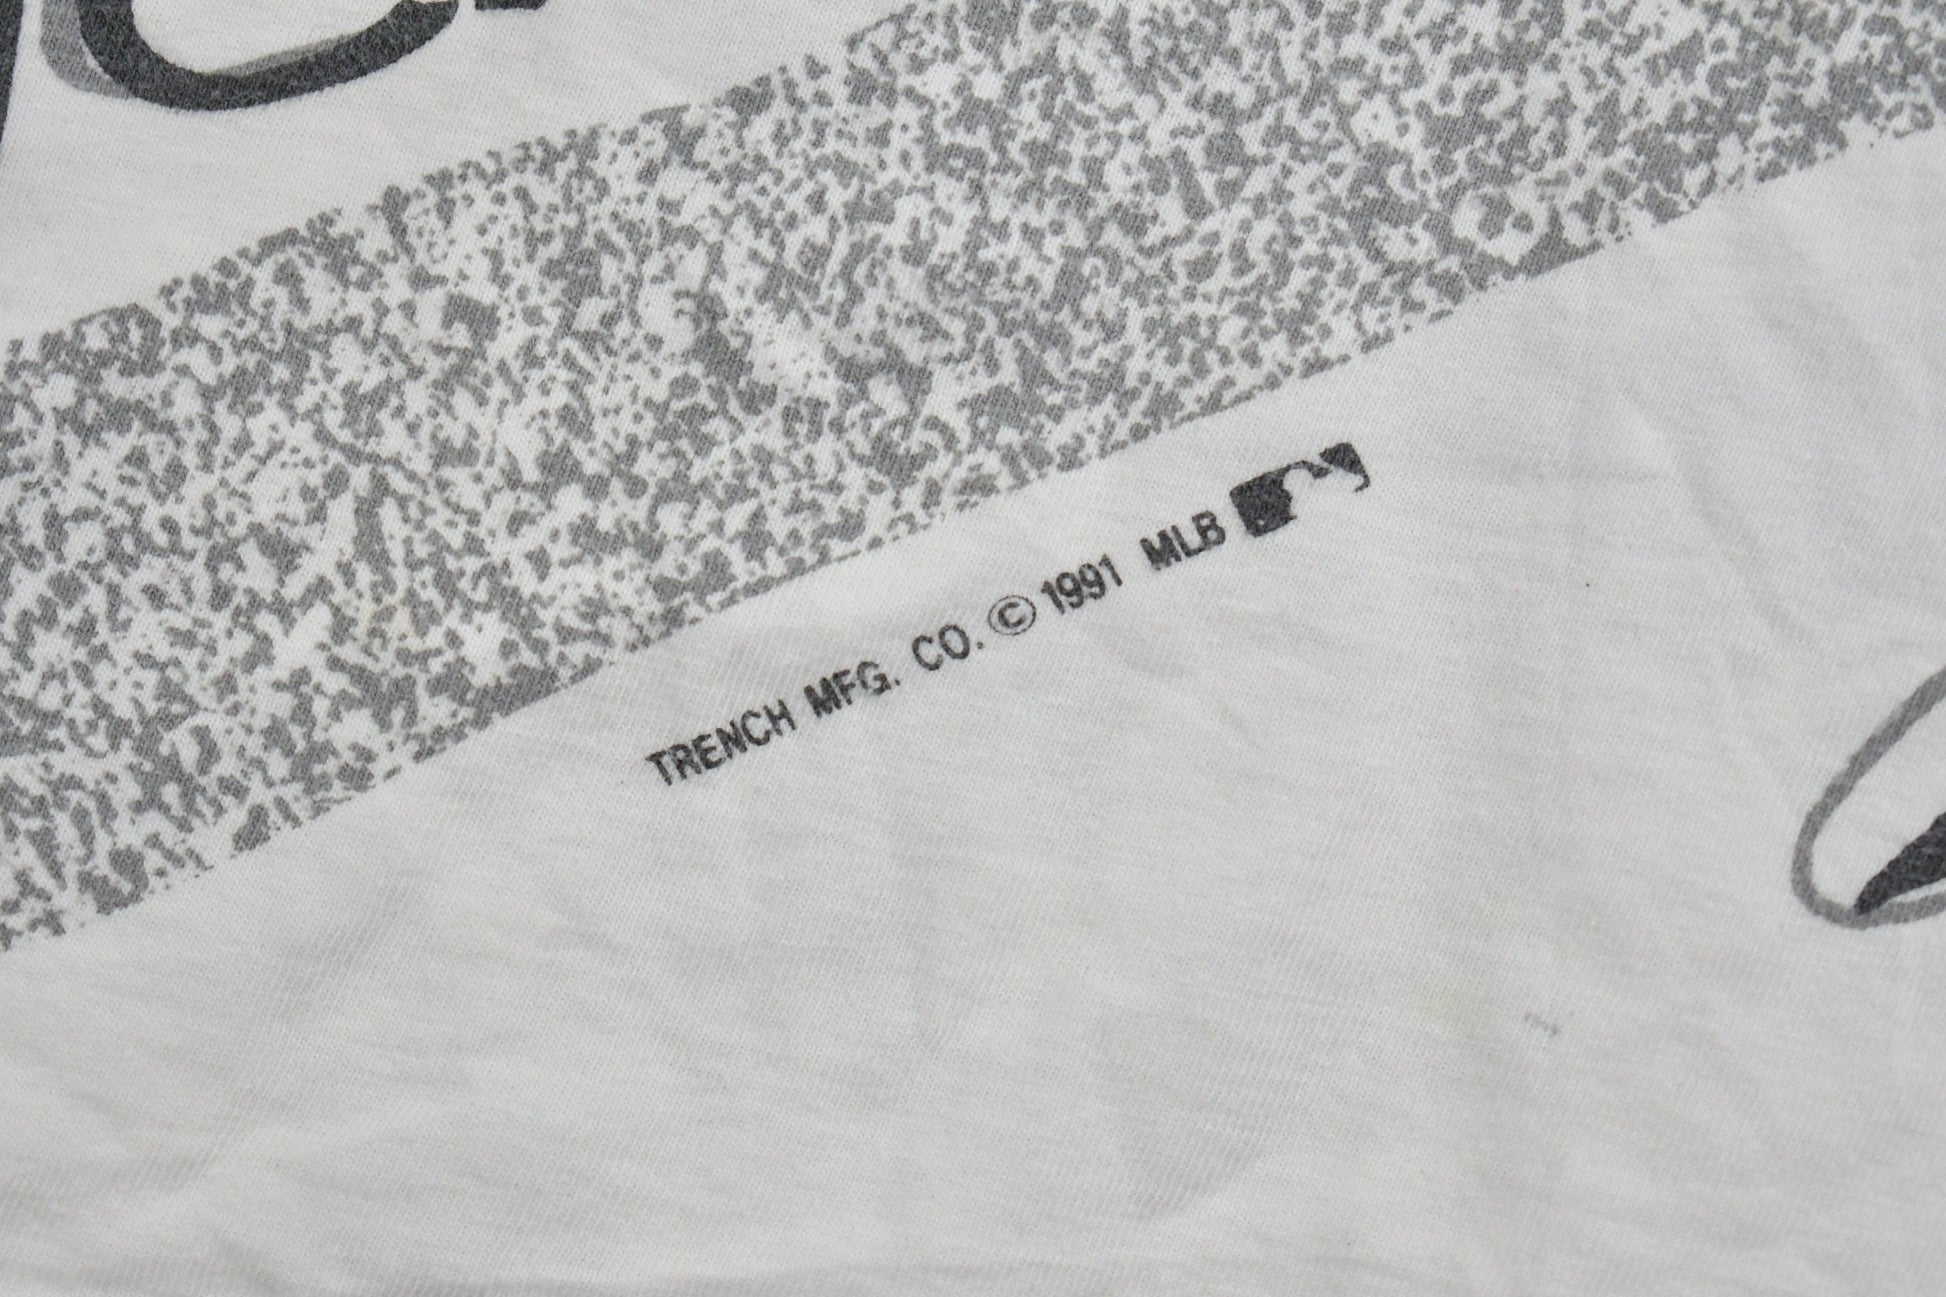 TRENCH MFG. CO. © 1991 MLB